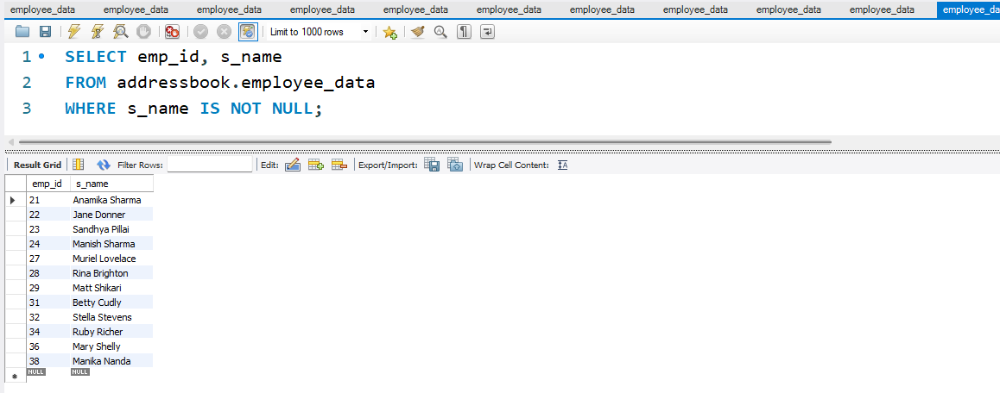 employee_data employee_data employee_data employee_data employee_data employee_data employee_data employee_data employee_data employee_data employee_da
Limit to 1000 rows
1 SELECT emp_id, s_name
2 FROM addressbook.employee_data
3 WHERE s_name IS NOT NULL;
Result Grid Filter Rows: Edit: Export/Import: Wrap Cell Content:
emp_id s_name
21 Anamika Sharma
22 Jane Donner
23 Sandhya Pillai
24 Manish Sharma
27 Muriel Lovelace
28 Rina Brighton
29 Matt Shikari
31 Betty Cudly
32 Stella Stevens
34 Ruby Richer
36 Mary Shelly
38 Manika Nanda
NULL NULL